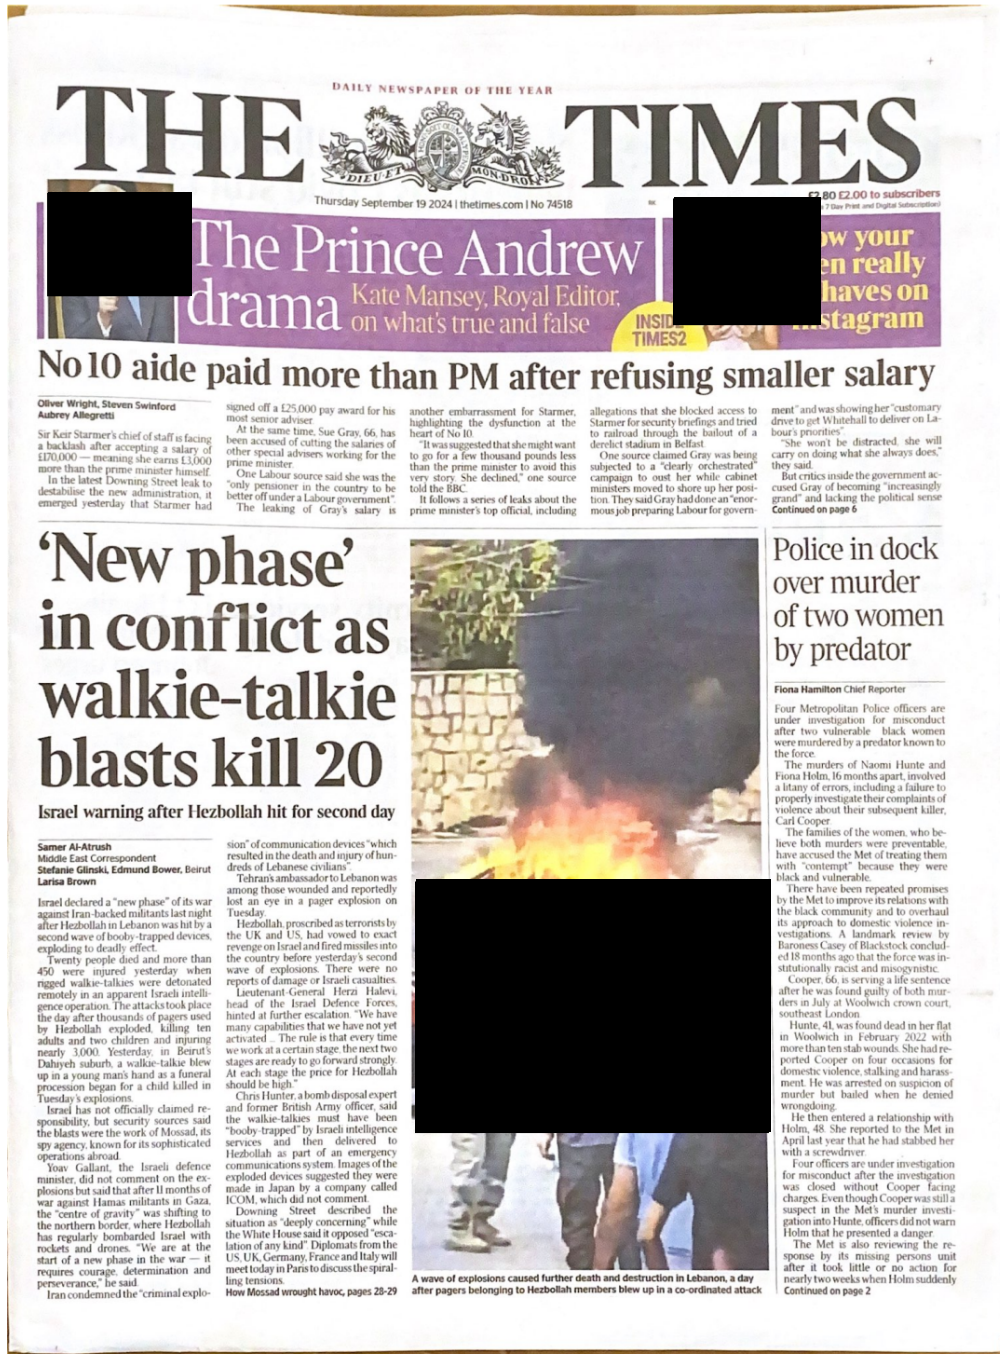 DAILY NEWSPAPER OF THE YEAR
THE TIMES
DIEU ET MON DROIT
Thursday September 19 2024 | thetimes.com | No 74518
£2.80 £2.00 to subscribers
7 Day Print and Digital Subscription)
The Prince Andrew
drama
Kate Mansey, Royal Editor,
on what's true and false
INSIDE
TIMES2
your
really
on
No 10 aide paid more than PM after refusing smaller salary
Oliver Wright, Steven Swinford
Aubrey Allegretti
Sir Keir Starmer's chief of staff is facing
a backlash after accepting a salary of
£170,000 — meaning she earns £3,000
more than the prime minister himself.
In the latest Downing Street leak to
destabilise the new administration, it
emerged yesterday that Starmer had
signed off a £25,000 pay award for his
most senior adviser.
At the same time, Sue Gray, 66, has
been accused of cutting the salaries of
other special advisers working for the
prime minister.
One Labour source said she was the
"only pensioner in the country to be
better off under a Labour government".
The leaking of Gray's salary is
another embarrassment for Starmer,
highlighting the dysfunction at the
heart of No 10.
"It was suggested that she might want
to go for a few thousand pounds less
than the prime minister to avoid this
very story. She declined," one source
told the BBC.
It follows a series of leaks about the
prime minister's top official, including
allegations that she blocked access to
Starmer for security briefings and tried
to railroad through the bailout of a
derelict stadium in Belfast.
One source claimed Gray was being
subjected to a "clearly orchestrated"
campaign to oust her while cabinet
ministers moved to shore up her posi-
tion. They said Gray had done an "enor-
mous job preparing Labour for govern-
ment" and was showing her "customary
drive to get Whitehall to deliver on La-
bour's priorities".
"She won't be distracted, she will
carry on doing what she always does,"
they said.
But critics inside the government ac-
cused Gray of becoming "increasingly
grand" and lacking the political sense
Continued on page 6
'New phase'
in conflict as
walkie-talkie
blasts kill 20
Israel warning after Hezbollah hit for second day
Samer Al-Atrush
Middle East Correspondent
Stefanie Glinski, Edmund Bower, Beirut
Larisa Brown
Israel declared a "new phase" of its war
against Iran-backed militants last night
after Hezbollah in Lebanon was hit by a
second wave of booby-trapped devices,
exploding to deadly effect.
Twenty people died and more than
450 were injured yesterday when
rigged walkie-talkies were detonated
remotely in an apparent Israeli intelli-
gence operation. The attacks took place
the day after thousands of pagers used
by Hezbollah exploded, killing ten
adults and two children and injuring
nearly 3,000. Yesterday, in Beirut's
Dahiyeh suburb, a walkie-talkie blew
up in a young man's hand as a funeral
procession began for a child killed in
Tuesday's explosions.
Israel has not officially claimed re-
sponsibility, but security sources said
the blasts were the work of Mossad, its
spy agency, known for its sophisticated
operations abroad.
Yoav Gallant, the Israeli defence
minister, did not comment on the ex-
plosions but said that after 11 months of
war against Hamas militants in Gaza,
the "centre of gravity" was shifting to
the northern border, where Hezbollah
has regularly bombarded Israel with
rockets and drones. "We are at the
start of a new phase in the war — it
requires courage, determination and
perseverance," he said.
Iran condemned the "criminal explo-
sion" of communication devices "which
resulted in the death and injury of hun-
dreds of Lebanese civilians".
Tehran's ambassador to Lebanon was
among those wounded and reportedly
lost an eye in a pager explosion on
Tuesday.
Hezbollah, proscribed as terrorists by
the UK and US, had vowed to exact
revenge on Israel and fired missiles into
the country before yesterday's second
wave of explosions. There were no
reports of damage or Israeli casualties.
Lieutenant-General Herzi Halevi,
head of the Israel Defence Forces,
hinted at further escalation. "We have
many capabilities that we have not yet
activated ... The rule is that every time
we work at a certain stage, the next two
stages are ready to go forward strongly.
At each stage the price for Hezbollah
should be high."
Chris Hunter, a bomb disposal expert
and former British Army officer, said
the walkie-talkies must have been
"booby-trapped" by Israeli intelligence
services and then delivered to
Hezbollah as part of an emergency
communications system. Images of the
exploded devices suggested they were
made in Japan by a company called
ICOM, which did not comment.
Downing Street described the
situation as "deeply concerning" while
the White House said it opposed "esca-
lation of any kind". Diplomats from the
US, UK, Germany, France and Italy will
meet today in Paris to discuss the spiral-
ling tensions.
How Mossad wrought havoc, pages 28-29
A wave of explosions caused further death and destruction in Lebanon, a day
after pagers belonging to Hezbollah members blew up in a co-ordinated attack
Police in dock
over murder
of two women
by predator
Fiona Hamilton Chief Reporter
Four Metropolitan Police officers are
under investigation for misconduct
after two vulnerable black women
were murdered by a predator known to
the force.
The murders of Naomi Hunte and
Fiona Holm, 16 months apart, involved
a litany of errors, including a failure to
properly investigate their complaints of
violence about their subsequent killer,
Carl Cooper.
The families of the women, who be-
lieve both murders were preventable,
have accused the Met of treating them
with "contempt" because they were
black and vulnerable.
There have been repeated promises
by the Met to improve its relations with
the black community and to overhaul
its approach to domestic violence in-
vestigations. A landmark review by
Baroness Casey of Blackstock conclud-
ed 18 months ago that the force was in-
stitutionally racist and misogynistic.
Cooper, 66, is serving a life sentence
after he was found guilty of both mur-
ders in July at Woolwich crown court,
southeast London.
Hunte, 41, was found dead in her flat
in Woolwich in February 2022 with
more than ten stab wounds. She had re-
ported Cooper on four occasions for
domestic violence, stalking and harass-
ment. He was arrested on suspicion of
murder but bailed when he denied
wrongdoing.
He then entered a relationship with
Holm, 48. She reported to the Met in
April last year that he had stabbed her
with a screwdriver.
Four officers are under investigation
for misconduct after the investigation
was closed without Cooper facing
charges. Even though Cooper was still a
suspect in the Met's murder investi-
gation into Hunte, officers did not warn
Holm that he presented a danger.
The Met is also reviewing the re-
sponse by its missing persons unit
after it took little or no action for
nearly two weeks when Holm suddenly
Continued on page 2